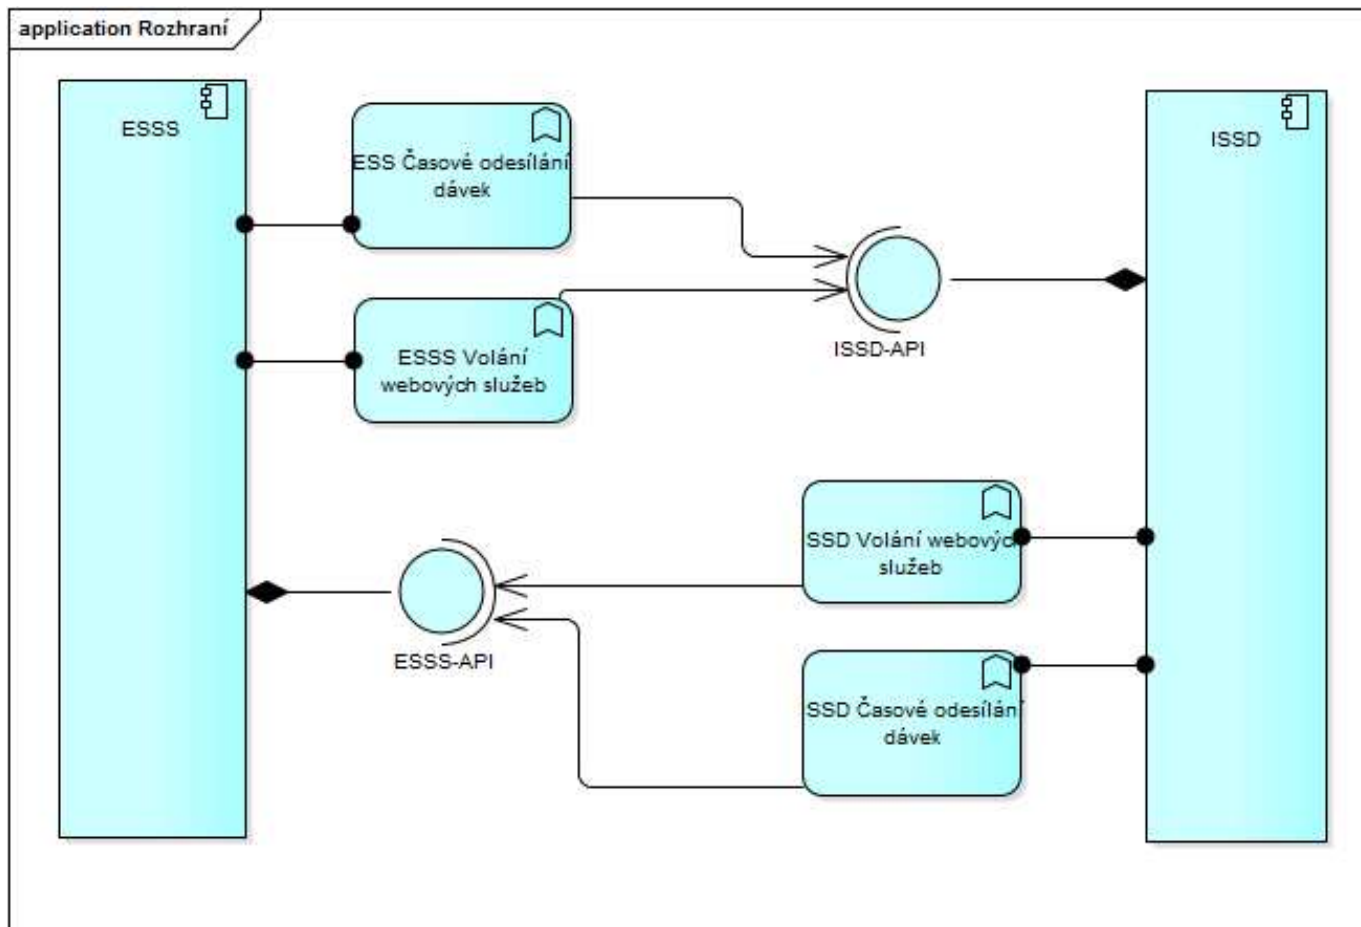 application Rozhraní
ESSS
ESS Časové odesílání
dávek
ISSD
ISSD-API
ESSS Volání
webových služeb
SSD Volání webovýc
služeb
ESSS-API
SSD Časové odesílání
dávek